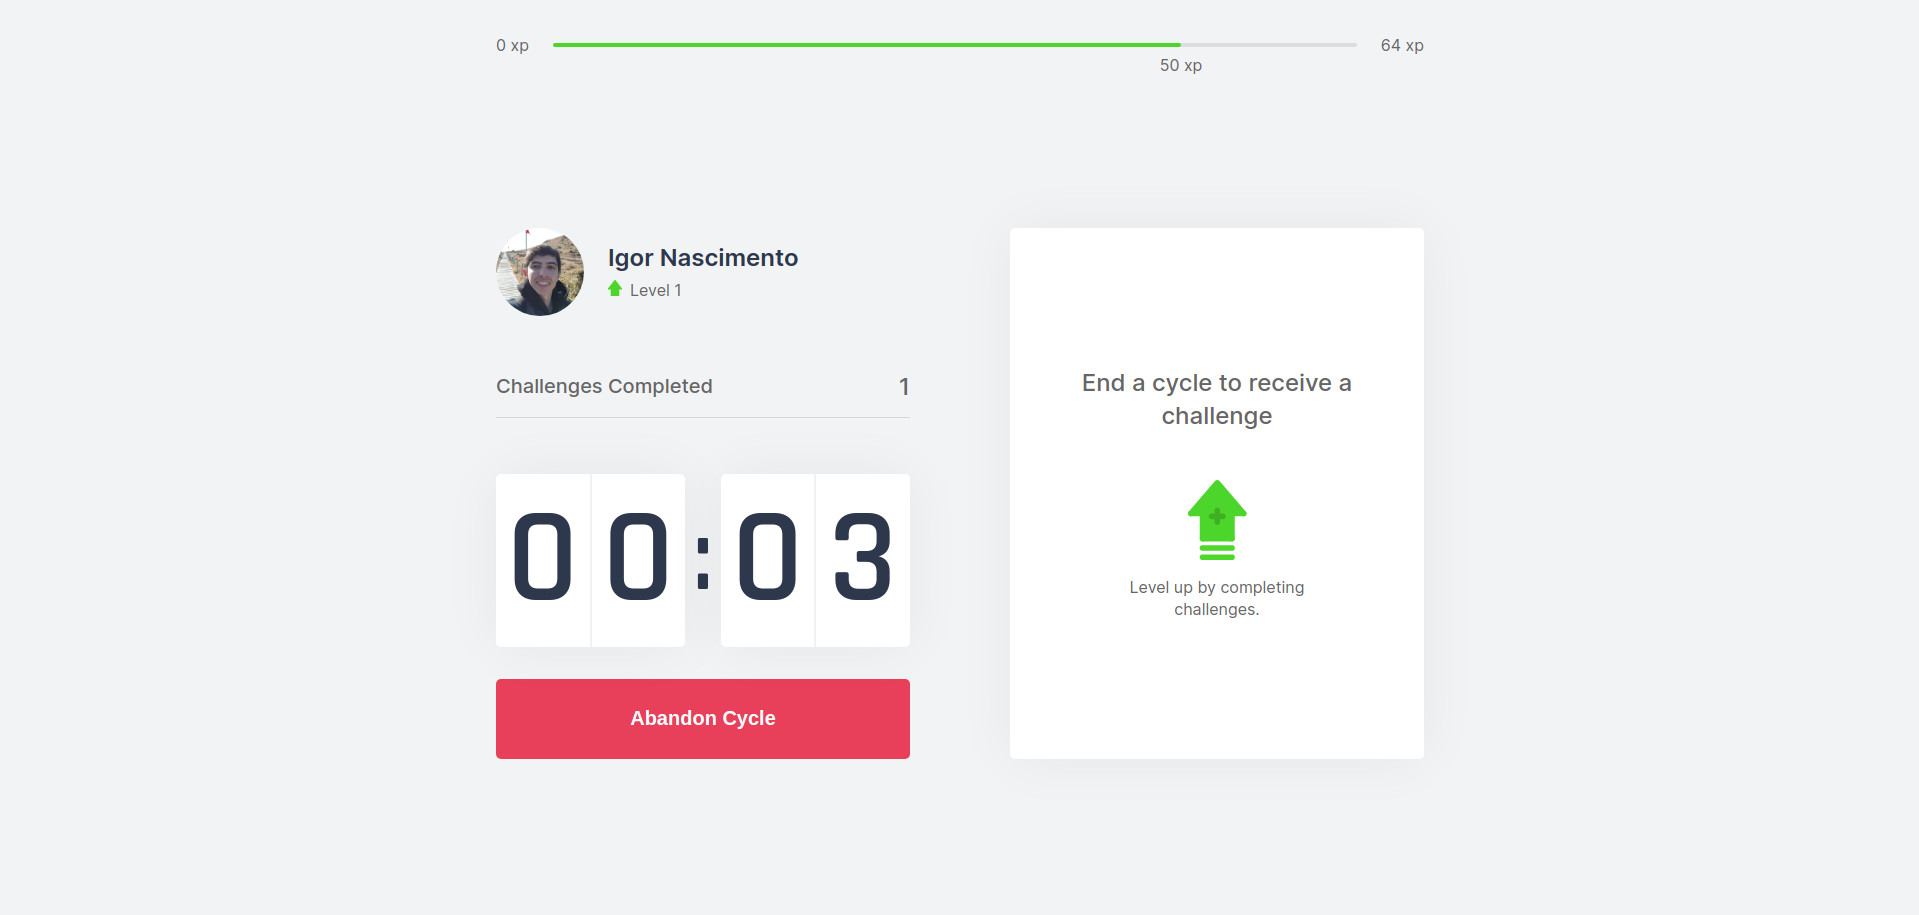 0 xp
64 xp
50 xp
Igor Nascimento
Level 1
Challenges Completed
1
00:03
Abandon Cycle
End a cycle to receive a
challenge
Level up by completing
challenges.